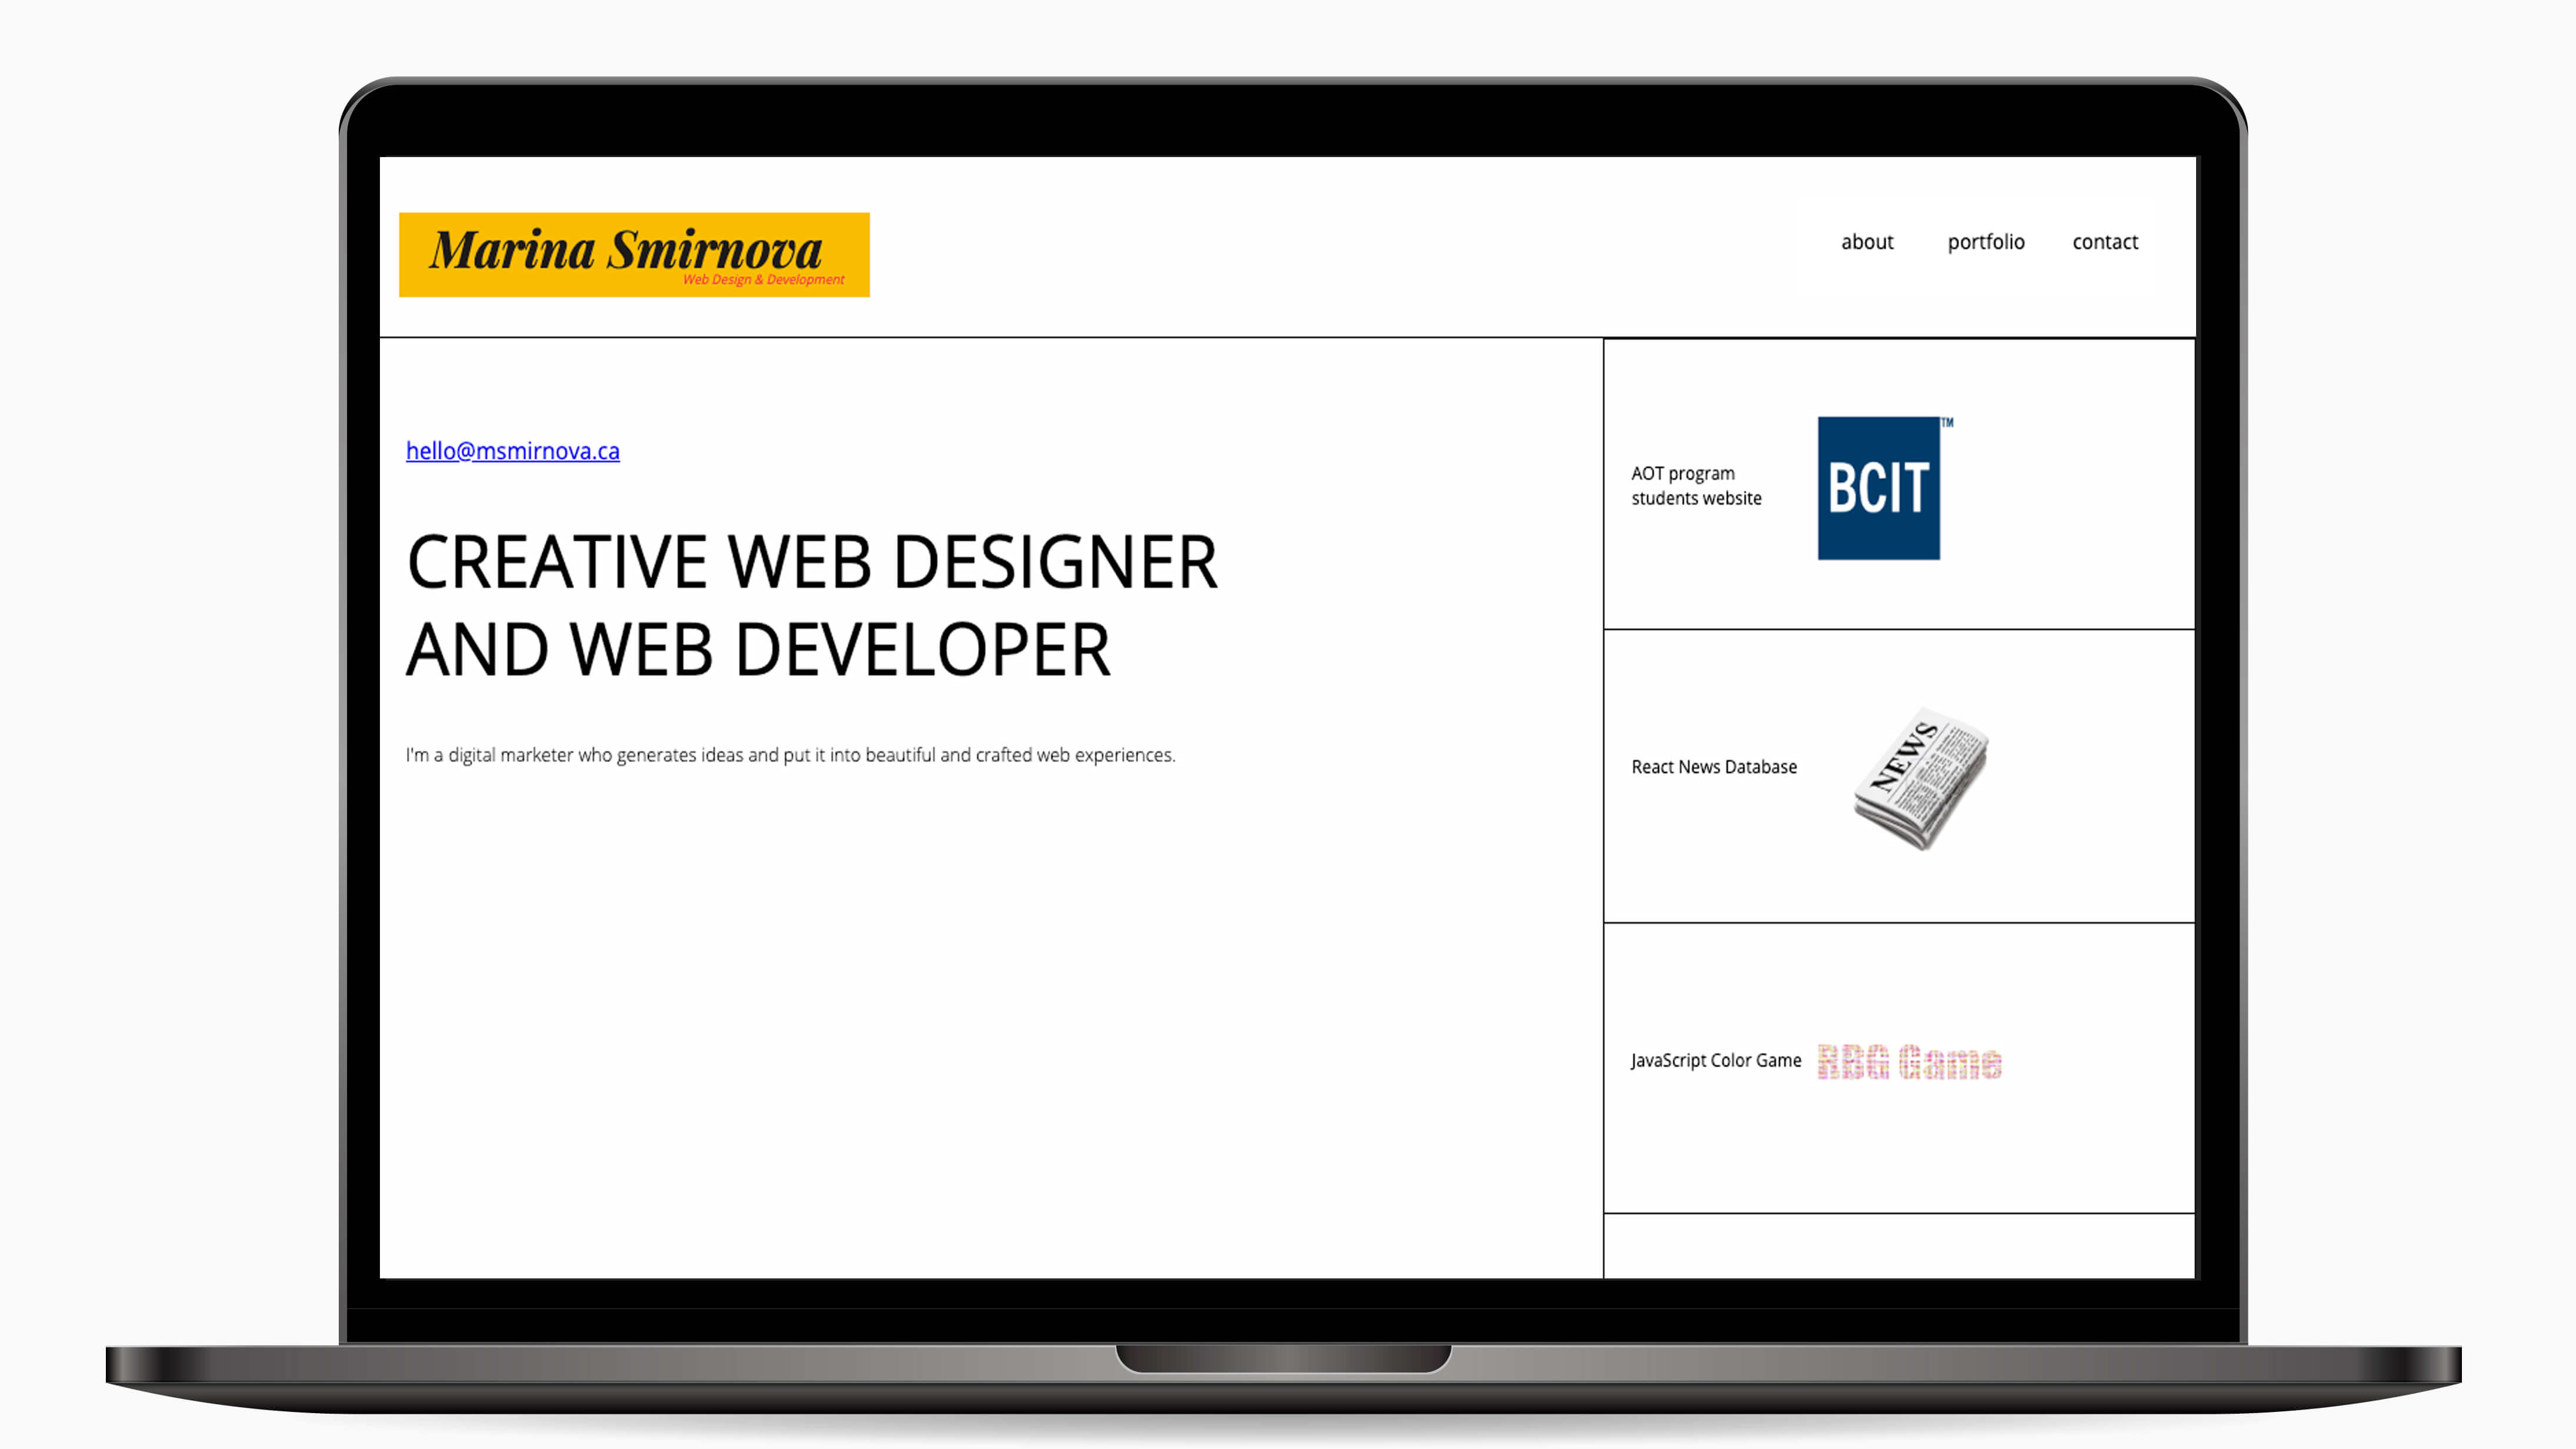 Marina Smirnova
Web Design & Development
about portfolio contact
hello@msmirnova.ca
CREATIVE WEB DESIGNER
AND WEB DEVELOPER
I'm a digital marketer who generates ideas and put it into beautiful and crafted web experiences.
AOT program
students website
BCIT™
React News Database
NEWS
JavaScript Color Game
RBG Game